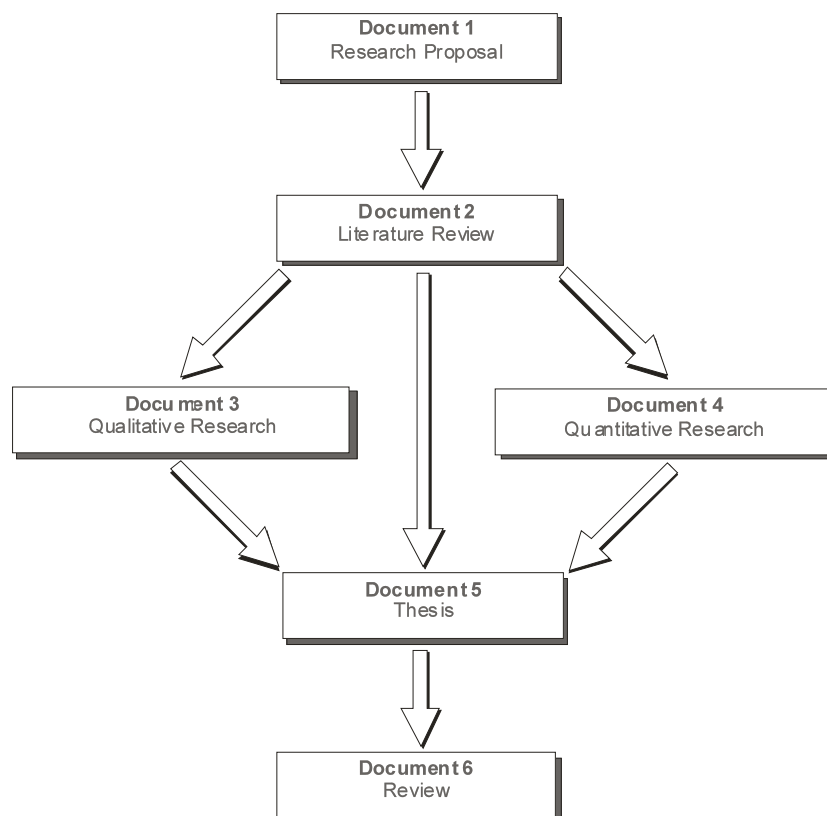 Document 1
Research Proposal
Document 2
Literature Review
Document 3
Qualitative Research
Document 4
Quantitative Research
Document 5
Thesis
Document 6
Review